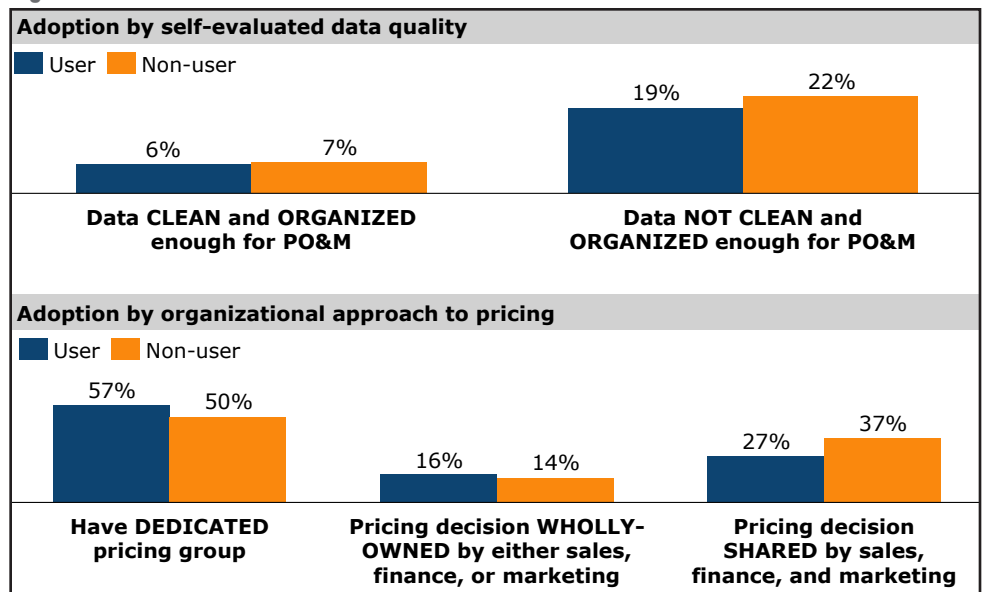 Adoption by self-evaluated data quality
User Non-user
6% 7% 19% 22%
Data CLEAN and ORGANIZED
enough for PO&M
Data NOT CLEAN and
ORGANIZED enough for PO&M
Adoption by organizational approach to pricing
User Non-user
57% 50% 16% 14% 27% 37%
Have DEDICATED
pricing group
Pricing decision WHOLLY-
OWNED by either sales,
finance, or marketing
Pricing decision
SHARED by sales,
finance, and marketing